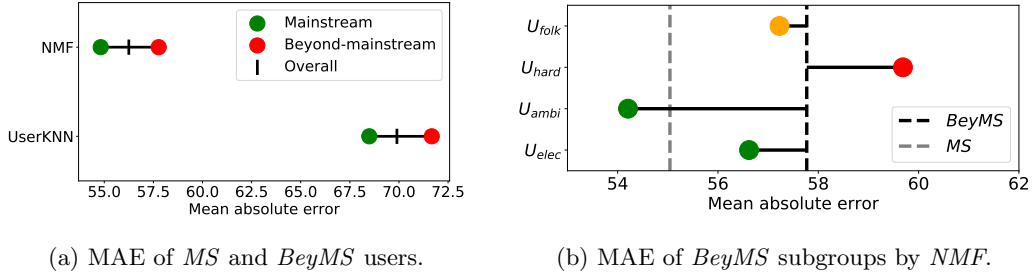 NMF
UserKNN
Mainstream
Beyond-mainstream
Overall
55.0 57.5 60.0 62.5 65.0 67.5 70.0 72.5
Mean absolute error
(a) MAE of MS and BeyMS users.
U_folk
U_hard
U_ambi
U_elec
BeyMS
MS
54 56 58 60 62
Mean absolute error
(b) MAE of BeyMS subgroups by NMF.